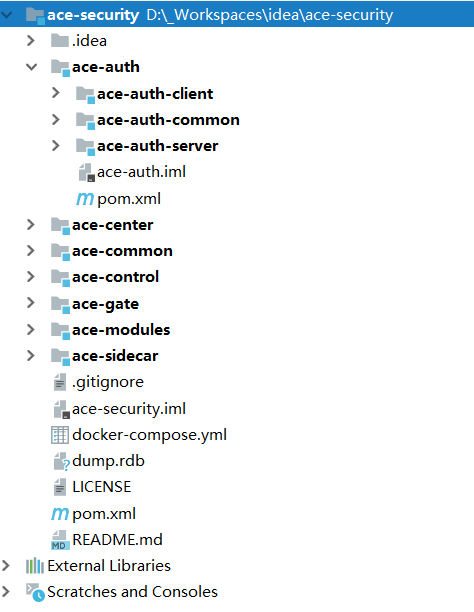 ace-security D:\_Workspaces\idea\ace-security
.idea
ace-auth
ace-auth-client
ace-auth-common
ace-auth-server
ace-auth.iml
m pom.xml
ace-center
ace-common
ace-control
ace-gate
ace-modules
ace-sidecar
.gitignore
ace-security.iml
docker-compose.yml
? dump.rdb
LICENSE
m pom.xml
MD README.md
External Libraries
Scratches and Consoles